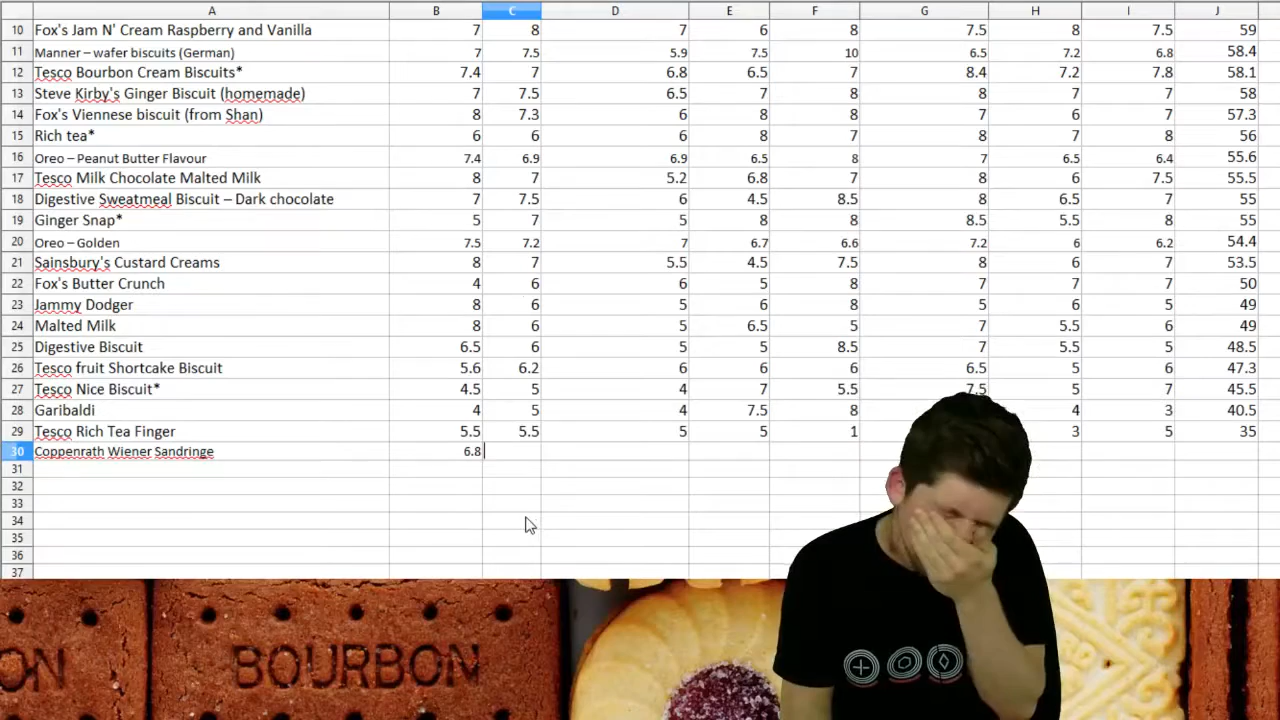 A B C D E F G H I J
10 Fox's Jam N' Cream Raspberry and Vanilla 7 8 7 6 8 7.5 8 7.5 59
11 Manner – wafer biscuits (German) 7 7.5 5.9 7.5 10 6.5 7.2 6.8 58.4
12 Tesco Bourbon Cream Biscuits* 7.4 7 6.8 6.5 7 8.4 7.2 7.8 58.1
13 Steve Kirby's Ginger Biscuit (homemade) 7 7.5 6.5 7 8 8 7 7 58
14 Fox's Viennese biscuit (from Shan) 8 7.3 6 8 8 7 6 7 57.3
15 Rich tea* 6 6 6 8 7 8 7 8 56
16 Oreo – Peanut Butter Flavour 7.4 6.9 6.9 6.5 8 7 6.5 6.4 55.6
17 Tesco Milk Chocolate Malted Milk 8 7 5.2 6.8 7 8 6 7.5 55.5
18 Digestive Sweatmeal Biscuit – Dark chocolate 7 7.5 6 4.5 8.5 8 6.5 7 55
19 Ginger Snap* 5 7 5 8 8 8.5 5.5 8 55
20 Oreo – Golden 7.5 7.2 7 6.7 6.6 7.2 6 6.2 54.4
21 Sainsbury's Custard Creams 8 7 5.5 4.5 7.5 8 6 7 53.5
22 Fox's Butter Crunch 4 6 6 5 8 7 7 7 50
23 Jammy Dodger 8 6 5 6 8 5 6 5 49
24 Malted Milk 8 6 5 6.5 5 7 5.5 6 49
25 Digestive Biscuit 6.5 6 5 5 8.5 7 5.5 5 48.5
26 Tesco fruit Shortcake Biscuit 5.6 6.2 6 6 6 6.5 5 6 47.3
27 Tesco Nice Biscuit* 4.5 5 4 7 5.5 7.5 5 7 45.5
28 Garibaldi 4 5 4 7.5 8 4 3 40.5
29 Tesco Rich Tea Finger 5.5 5.5 5 5 1 3 5 35
30 Coppenrath Wiener Sandringe 6.8
31
32
33
34
35
36
37
ON BOURBON